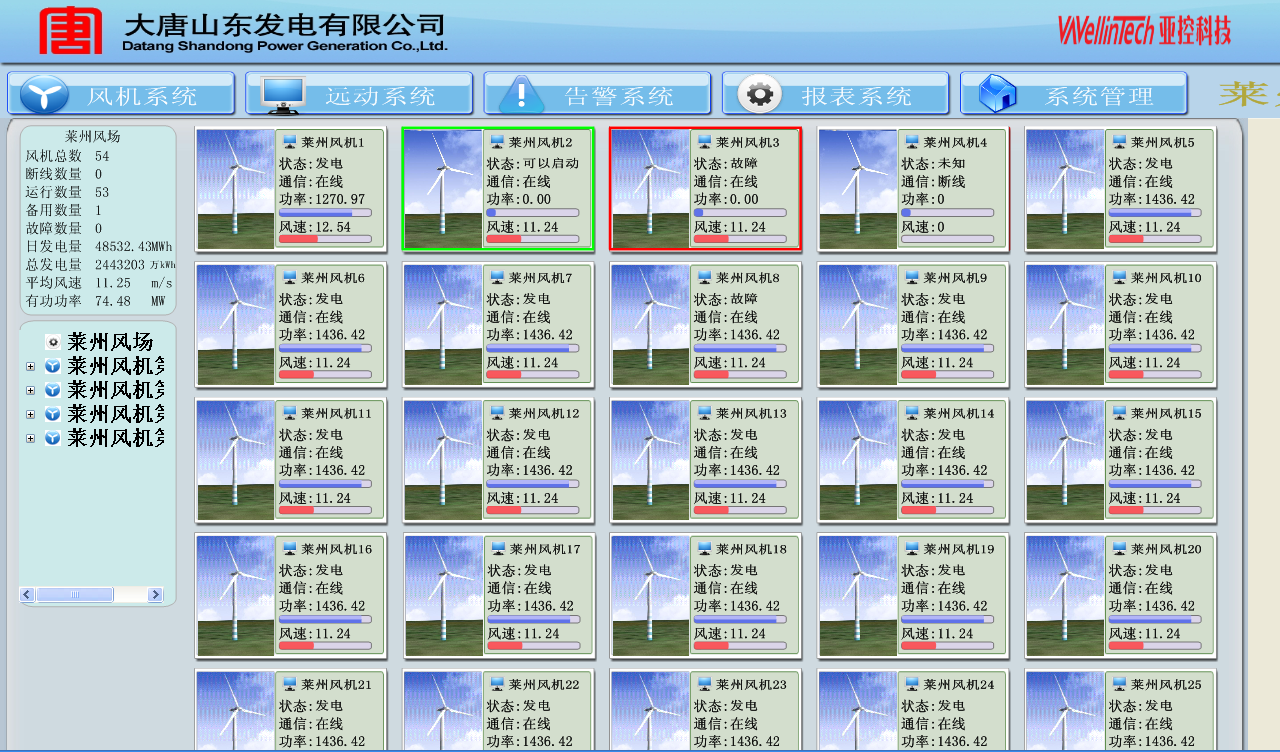 大唐山东发电有限公司
Datang Shandong Power Generation Co.,Ltd.
WellinTech 亚控科技
风机系统
远动系统
告警系统
报表系统
系统管理
莱
莱州风场
风机总数 54
断线数量 0
运行数量 53
备用数量 1
故障数量 0
日发电量 48532.43MWh
总发电量 2443203 万kWh
平均风速 11.25 m/s
有功功率 74.48 MW
莱州风场
莱州风机
莱州风机
莱州风机
莱州风机
莱州风机1
状态:发电
通信:在线
功率:1270.97
风速:12.54
莱州风机2
状态:可以启动
通信:在线
功率:0.00
风速:11.24
莱州风机3
状态:故障
通信:在线
功率:0.00
风速:11.24
莱州风机4
状态:未知
通信:断线
功率:0
风速:0
莱州风机5
状态:发电
通信:在线
功率:1436.42
风速:11.24
莱州风机6
状态:发电
通信:在线
功率:1436.42
风速:11.24
莱州风机7
状态:发电
通信:在线
功率:1436.42
风速:11.24
莱州风机8
状态:故障
通信:在线
功率:1436.42
风速:11.24
莱州风机9
状态:发电
通信:在线
功率:1436.42
风速:11.24
莱州风机10
状态:发电
通信:在线
功率:1436.42
风速:11.24
莱州风机11
状态:发电
通信:在线
功率:1436.42
风速:11.24
莱州风机12
状态:发电
通信:在线
功率:1436.42
风速:11.24
莱州风机13
状态:发电
通信:在线
功率:1436.42
风速:11.24
莱州风机14
状态:发电
通信:在线
功率:1436.42
风速:11.24
莱州风机15
状态:发电
通信:在线
功率:1436.42
风速:11.24
莱州风机16
状态:发电
通信:在线
功率:1436.42
风速:11.24
莱州风机17
状态:发电
通信:在线
功率:1436.42
风速:11.24
莱州风机18
状态:发电
通信:在线
功率:1436.42
风速:11.24
莱州风机19
状态:发电
通信:在线
功率:1436.42
风速:11.24
莱州风机20
状态:发电
通信:在线
功率:1436.42
风速:11.24
莱州风机21
状态:发电
通信:在线
功率:1436.42
莱州风机22
状态:发电
通信:在线
功率:1436.42
莱州风机23
状态:发电
通信:在线
功率:1436.42
莱州风机24
状态:发电
通信:在线
功率:1436.42
莱州风机25
状态:发电
通信:在线
功率:1436.42